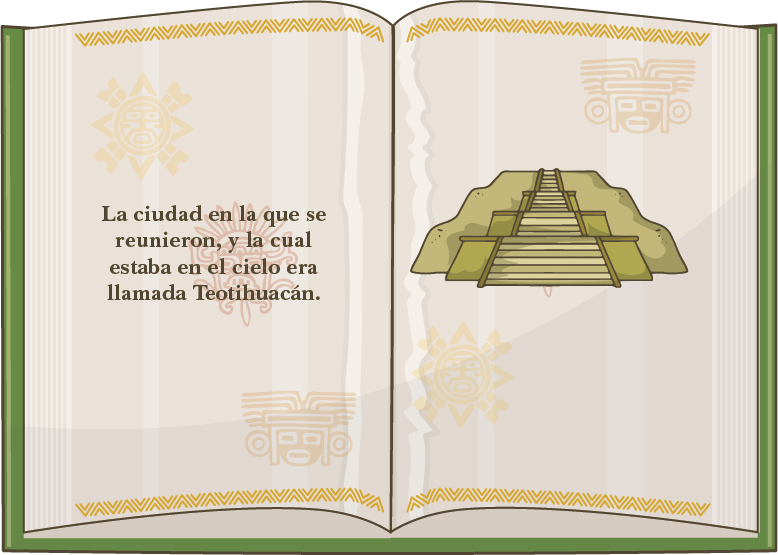 La ciudad en la que se
reunieron, y la cual
estaba en el cielo era
llamada Teotihuacán.